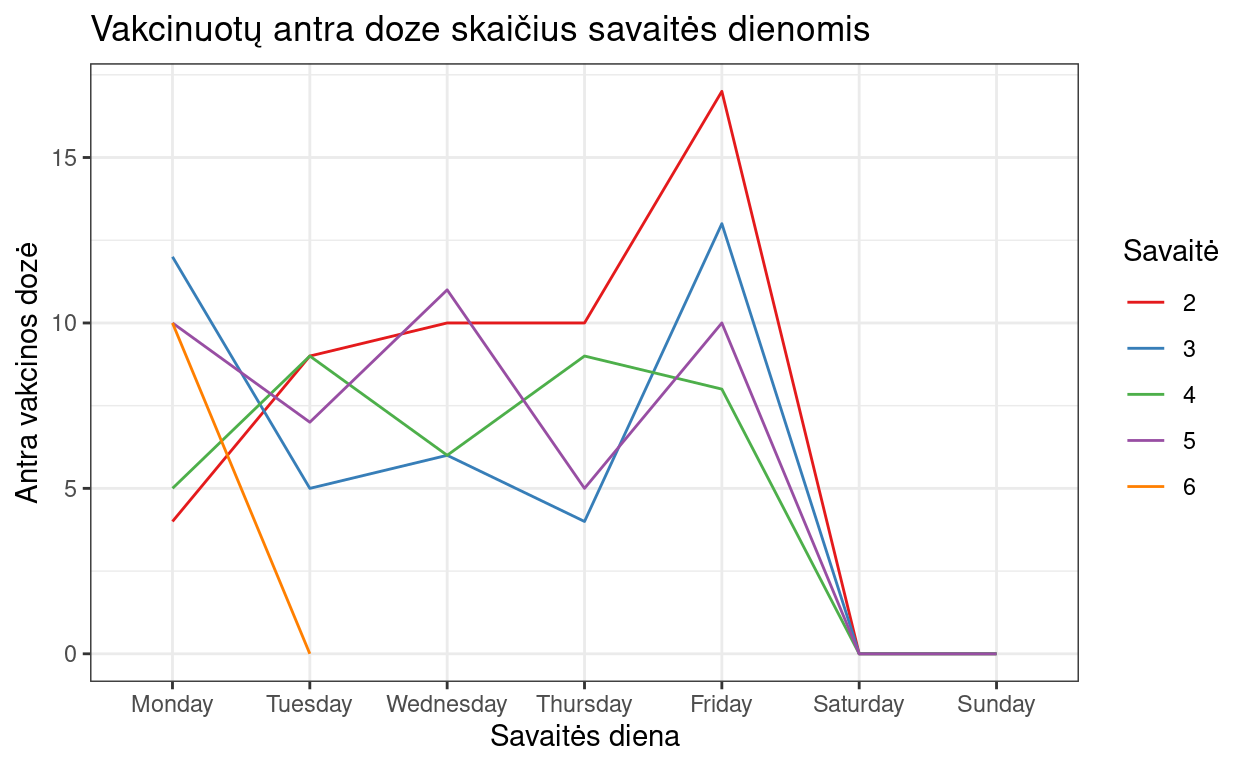 Vakcinuotų antra doze skaičius savaitės dienomis
Antra vakcinos dozė
15
10
5
0
Monday Tuesday Wednesday Thursday Friday Saturday Sunday
Savaitės diena
Savaitė
2
3
4
5
6